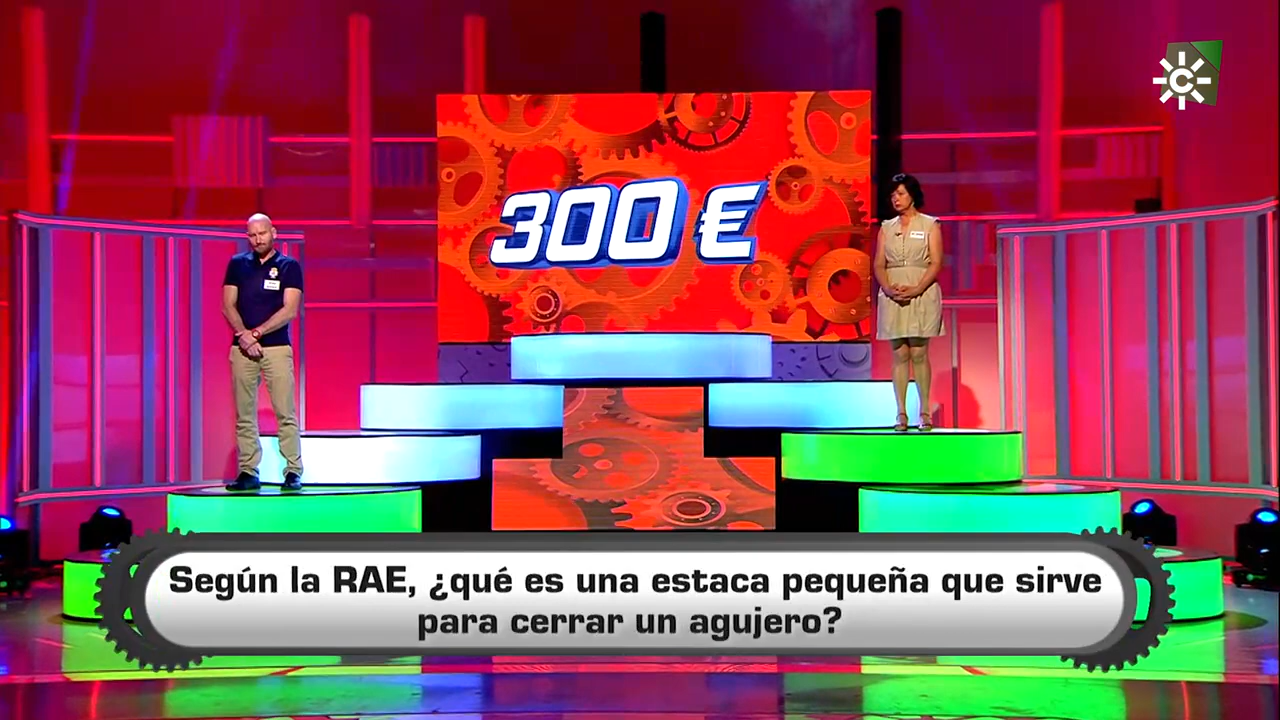 300 €
Según la RAE, ¿qué es una estaca pequeña que sirve
para cerrar un agujero?